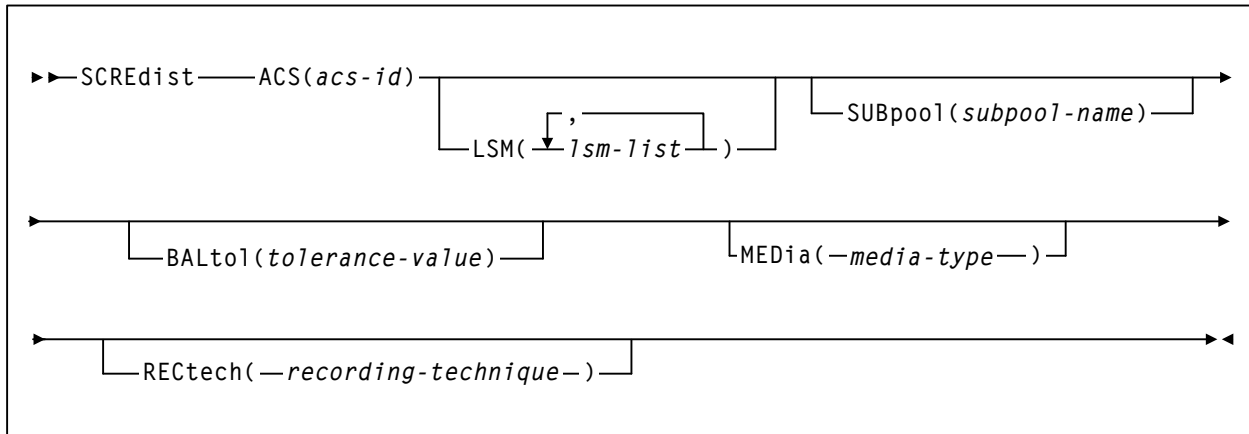 SCREdist ACS(acs-id)
,
LSM( lsm-list )
SUBpool(subpool-name)
BALtol(tolerance-value)
MEDia( media-type )
RECtech( recording-technique )